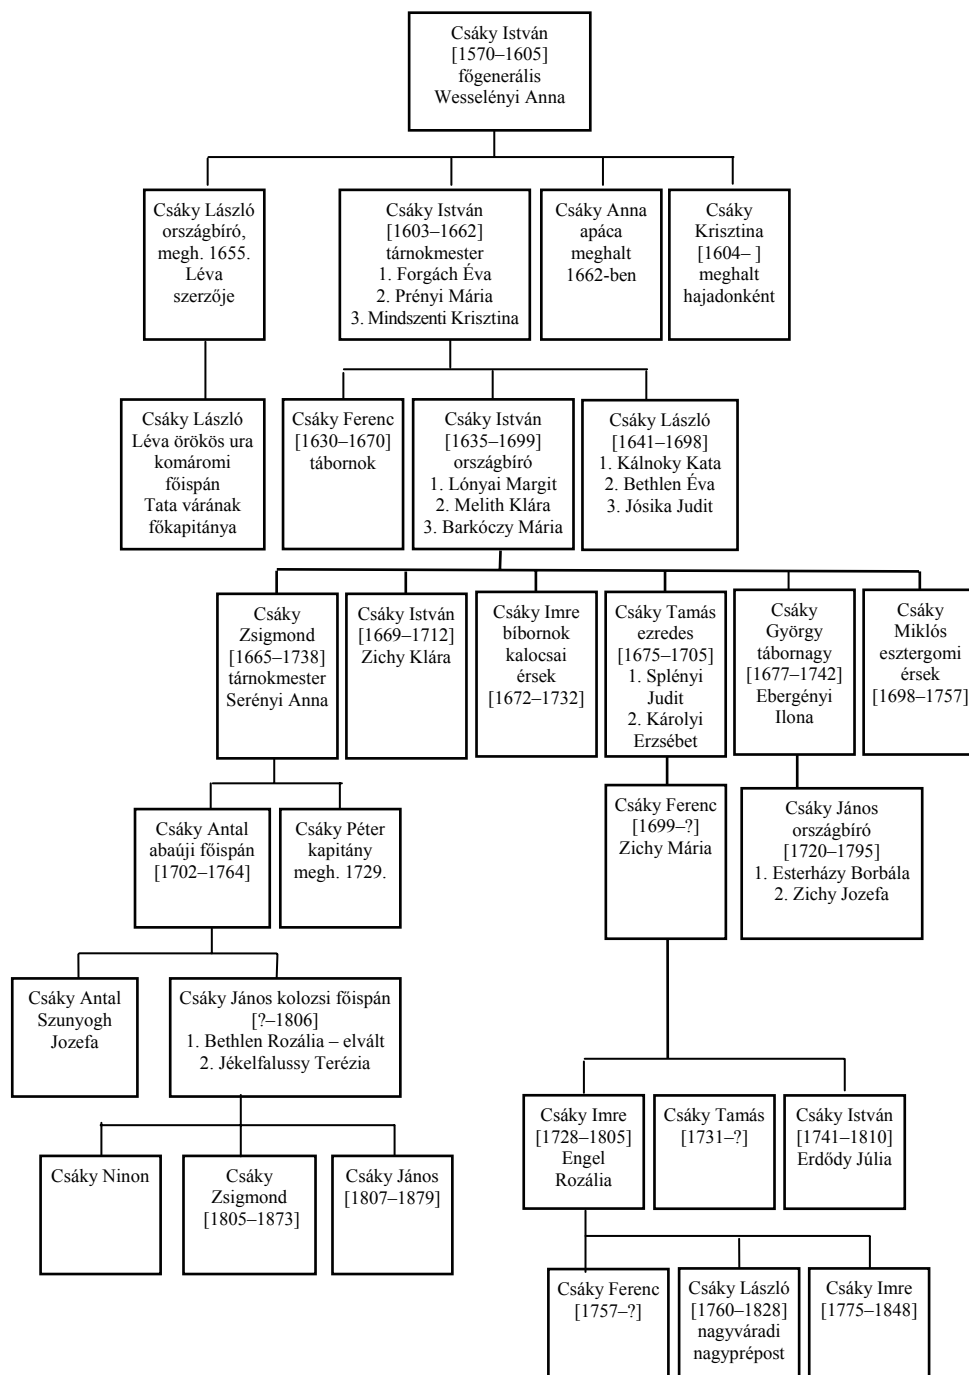 Csáky István
[1570–1605]
főgenerális
Wesselényi Anna
Csáky László
országbíró,
megh. 1655.
Léva
szerzője
Csáky István
[1603–1662]
tárnokmester
1. Forgách Éva
2. Prényi Mária
3. Mindszenti Krisztina
Csáky Anna
apáca
meghalt
1662-ben
Csáky
Krisztina
[1604– ]
meghalt
hajadonként
Csáky László
Léva örökös ura
komáromi
főispán
Tata várának
főkapitánya
Csáky Ferenc
[1630–1670]
tábornok
Csáky István
[1635–1699]
országbíró
1. Lónyai Margit
2. Melith Klára
3. Barkóczy Mária
Csáky László
[1641–1698]
1. Kálnoky Kata
2. Bethlen Éva
3. Jósika Judit
Csáky
Zsigmond
[1665–1738]
tárnokmester
Serényi Anna
Csáky István
[1669–1712]
Zichy Klára
Csáky Imre
bíbornok
kalocsai
érsek
[1672–1732]
Csáky Tamás
ezredes
[1675–1705]
1. Splényi
Judit
2. Károlyi
Erzsébet
Csáky
György
tábornagy
[1677–1742]
Ebergényi
Ilona
Csáky
Miklós
esztergomi
érsek
[1698–1757]
Csáky Antal
abaúji főispán
[1702–1764]
Csáky Péter
kapitány
megh. 1729.
Csáky Ferenc
[1699–?]
Zichy Mária
Csáky János
országbíró
[1720–1795]
1. Esterházy Borbála
2. Zichy Jozefa
Csáky Antal
Szunyogh
Jozefa
Csáky János kolozsi főispán
[?–1806]
1. Bethlen Rozália – elvált
2. Jékelfalussy Terézia
Csáky Imre
[1728–1805]
Engel
Rozália
Csáky Tamás
[1731–?]
Csáky István
[1741–1810]
Erdődy Júlia
Csáky Ninon
Csáky
Zsigmond
[1805–1873]
Csáky János
[1807–1879]
Csáky Ferenc
[1757–?]
Csáky László
[1760–1828]
nagyváradi
nagyprépost
Csáky Imre
[1775–1848]